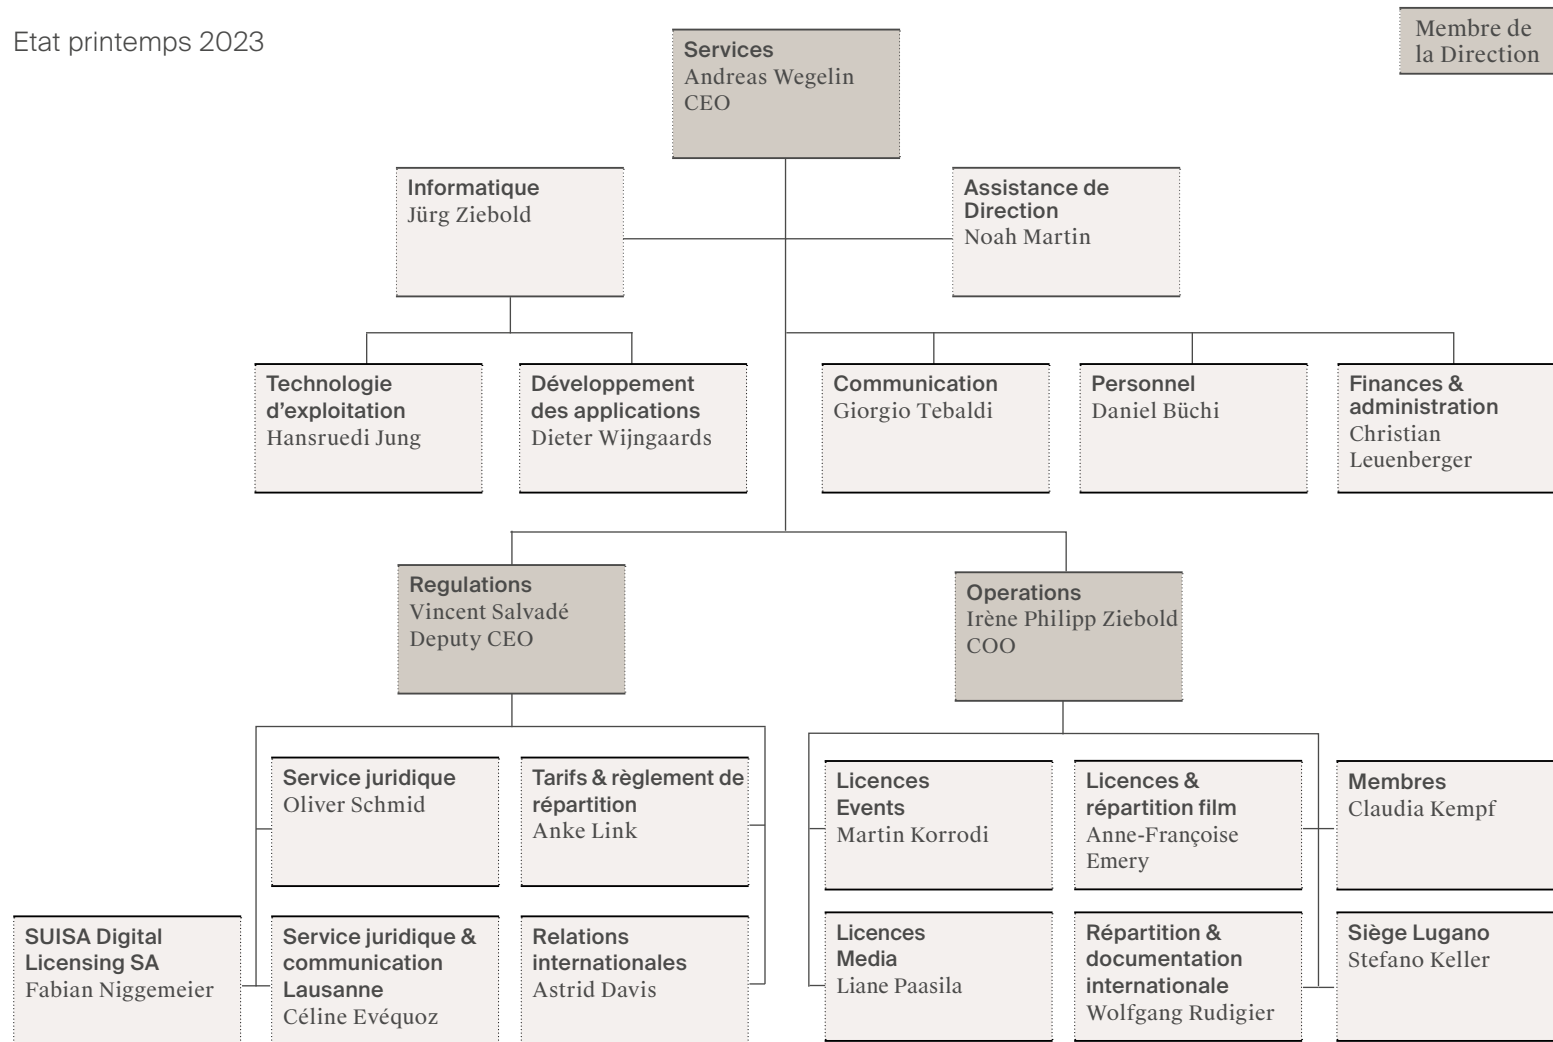 Etat printemps 2023
Membre de
la Direction
Services
Andreas Wegelin
CEO
Informatique
Jürg Ziebold
Assistance de
Direction
Noah Martin
Technologie
d'exploitation
Hansruedi Jung
Développement
des applications
Dieter Wijngaards
Communication
Giorgio Tebaldi
Personnel
Daniel Büchi
Finances &
administration
Christian
Leuenberger
Regulations
Vincent Salvadé
Deputy CEO
Operations
Irène Philipp Ziebold
COO
Service juridique
Oliver Schmid
Tarifs & règlement de
répartition
Anke Link
Licences
Events
Martin Korrodi
Licences &
répartition film
Anne-Françoise
Emery
Membres
Claudia Kempf
SUISA Digital
Licensing SA
Fabian Niggemeier
Service juridique &
communication
Lausanne
Céline Evéquoz
Relations
internationales
Astrid Davis
Licences
Media
Liane Paasila
Répartition &
documentation
internationale
Wolfgang Rudigier
Siège Lugano
Stefano Keller